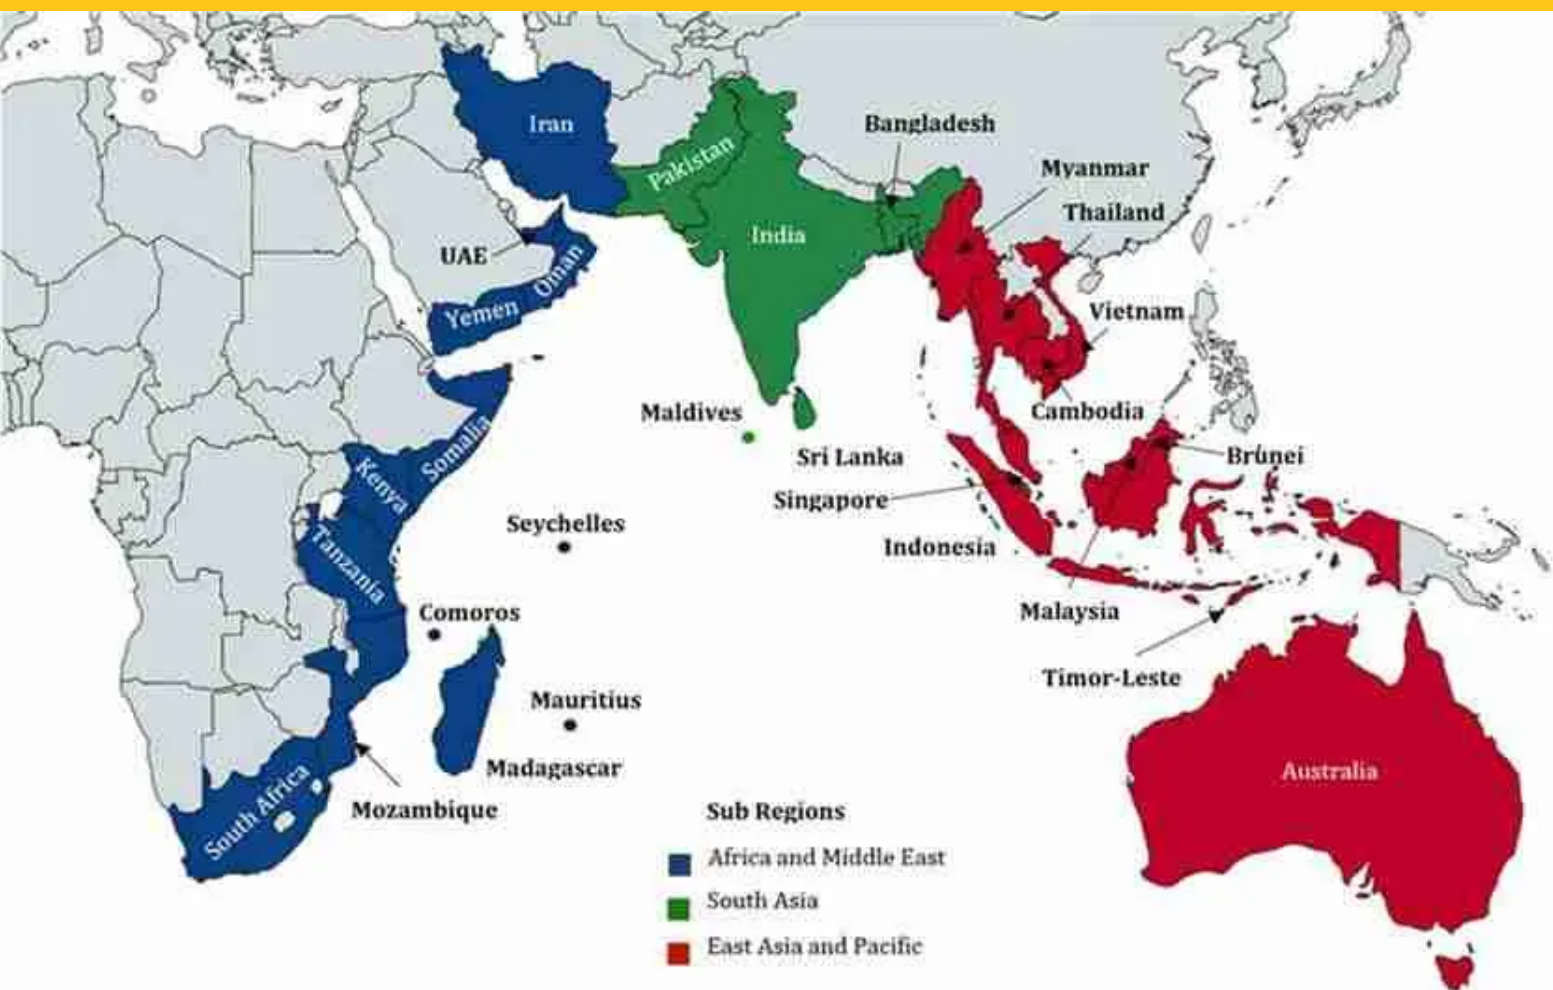 Iran
Pakistan
Bangladesh
Myanmar
Thailand
India
UAE
Oman
Yemen
Vietnam
Maldives
Cambodia
Somalia
Sri Lanka
Brunei
Kenya
Singapore
Seychelles
Indonesia
Tanzania
Comoros
Malaysia
Timor-Leste
Mauritius
Madagascar
Australia
South Africa
Mozambique
Sub Regions
Africa and Middle East
South Asia
East Asia and Pacific